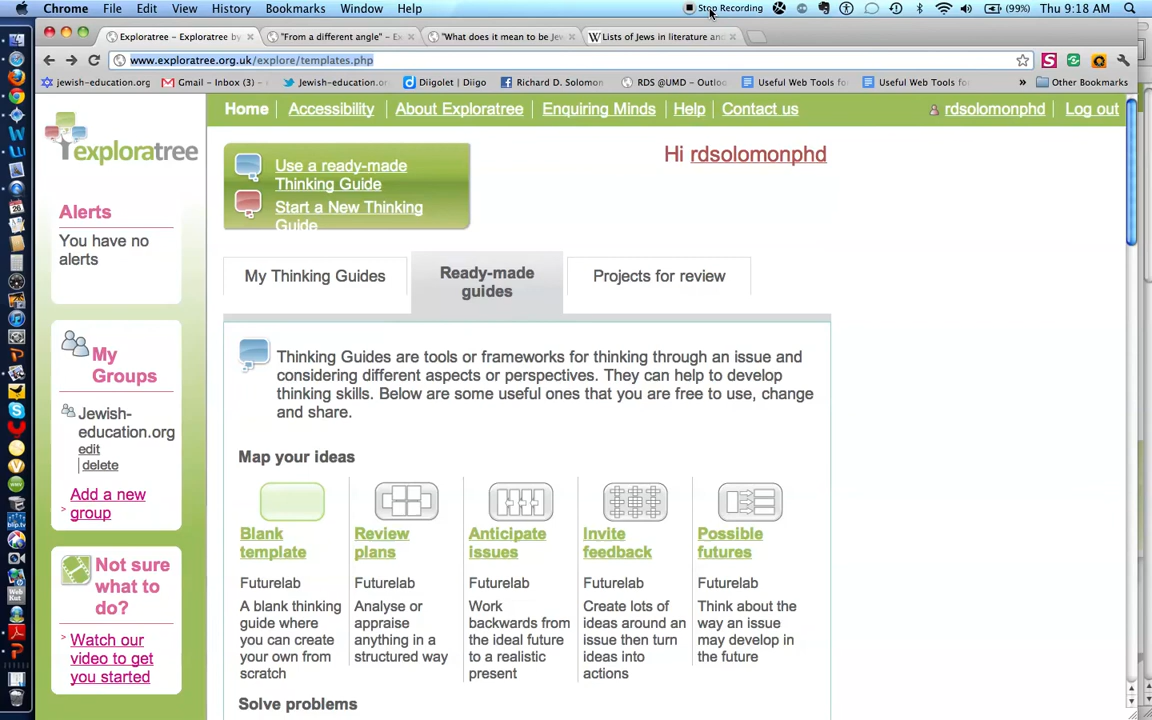 Chrome File Edit View History Bookmarks Window Help Stop Recording (99%) Thu 9:18 AM
Exploratree – Exploratree by "From a different angle" - Ex "What does it mean to be Jew Lists of Jews in literature and
www.exploratree.org.uk/explore/templates.php
jewish-education.org Gmail – Inbox (3) – Jewish-education.org Diigolet | Diigo Richard D. Solomon RDS @UMD – Outlo Useful Web Tools for Useful Web Tools for » Other Bookmarks
Home Accessibility About Exploratree Enquiring Minds Help Contact us rdsolomonphd Log out
exploratree
Hi rdsolomonphd
Use a ready-made
Thinking Guide
Start a New Thinking
Guide
Alerts
You have no
alerts
My Thinking Guides
Ready-made
guides
Projects for review
My
Groups
Jewish-
education.org
edit
delete
Add a new
group
Not sure
what to
do?
Watch our
video to get
you started
Thinking Guides are tools or frameworks for thinking through an issue and
considering different aspects or perspectives. They can help to develop
thinking skills. Below are some useful ones that you are free to use, change
and share.
Map your ideas
Blank
template
Futurelab
A blank thinking
guide where
you can create
your own from
scratch
Review
plans
Futurelab
Analyse or
appraise
anything in a
structured way
Anticipate
issues
Futurelab
Work
backwards from
the ideal future
to a realistic
present
Invite
feedback
Futurelab
Create lots of
ideas around an
issue then turn
ideas into
actions
Possible
futures
Futurelab
Think about the
way an issue
may develop in
the future
Solve problems